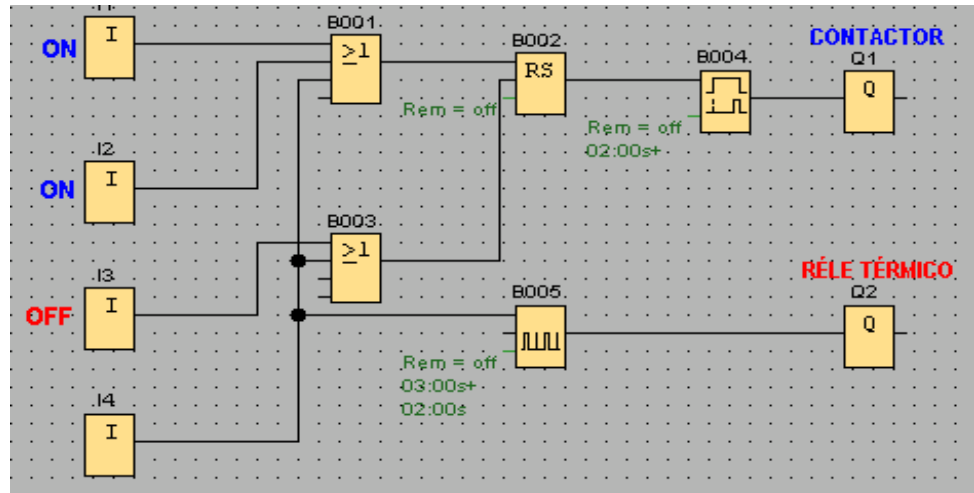 I1
I
ON
B001
≥1
B002
RS
Rem = off
B004
Rem = off
02:00s+
CONTACTOR
Q1
Q
I2
I
ON
B003
≥1
I3
I
OFF
B005
Rem = off
03:00s+
02:00s
RÉLE TÉRMICO
Q2
Q
I4
I